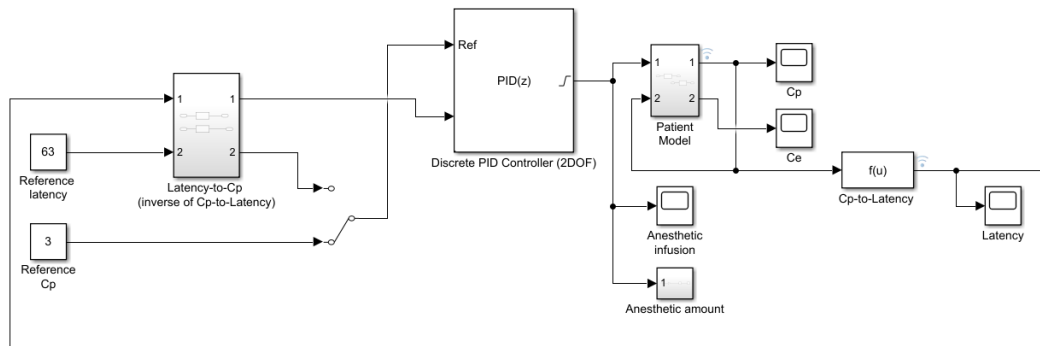 Ref
PID(z)
Discrete PID Controller (2DOF)
1
1
2
2
Latency-to-Cp
(inverse of Cp-to-Latency)
63
Reference
latency
3
Reference
Cp
1
1
2
2
Patient
Model
Cp
Ce
f(u)
Cp-to-Latency
Latency
Anesthetic
infusion
1
Anesthetic amount